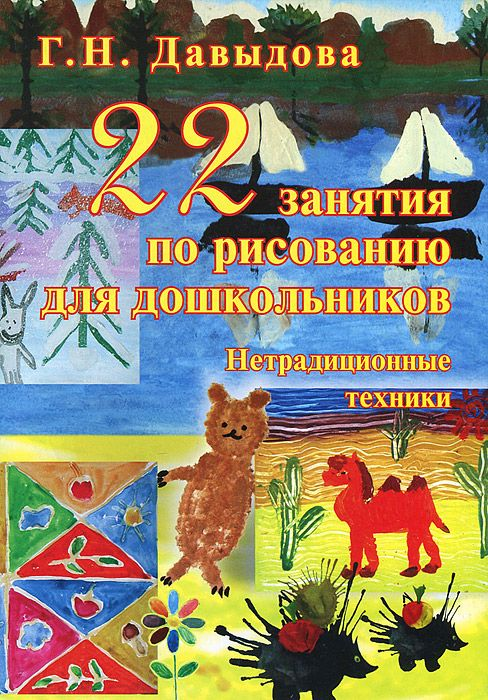 Г.Н. Давыдова
22
занятия
по рисованию
для дошкольников
Нетрадиционные
техники